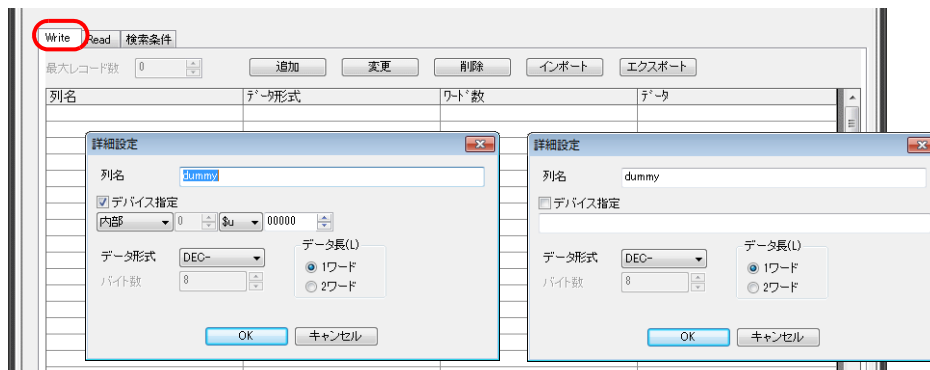 Write Read 検索条件
最大レコード数 0 追加 変更 削除 インポート エクスポート
列名 データ形式 ワード数 データ
詳細設定
列名 dummy
デバイス指定
内部 0 $u 00000
データ形式 DEC-
バイト数 8
データ長(L)
1ワード
2ワード
OK キャンセル
詳細設定
列名 dummy
デバイス指定
データ形式 DEC-
バイト数 8
データ長(L)
1ワード
2ワード
OK キャンセル